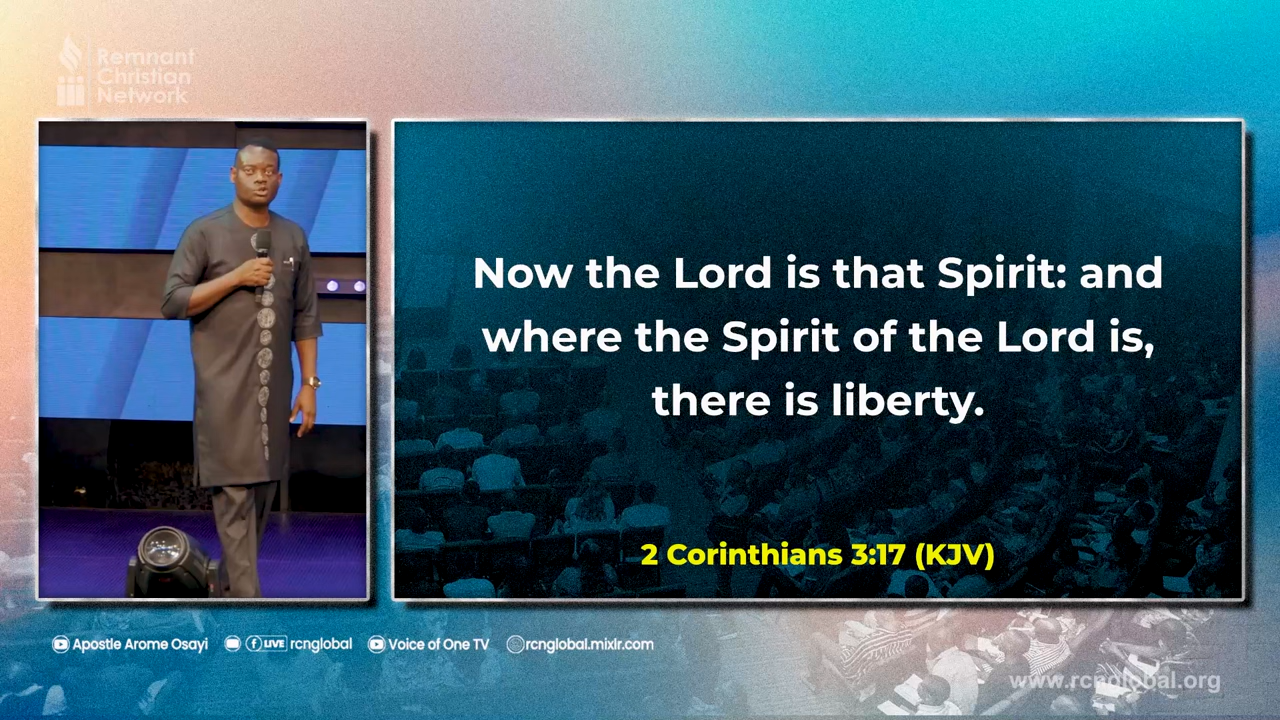 Remnant
Christian
Network
Now the Lord is that Spirit: and
where the Spirit of the Lord is,
there is liberty.
2 Corinthians 3:17 (KJV)
Apostle Arome Osayi LIVE rcnglobal Voice of One TV rcnglobal.mixlr.com
www.rcnglobal.org